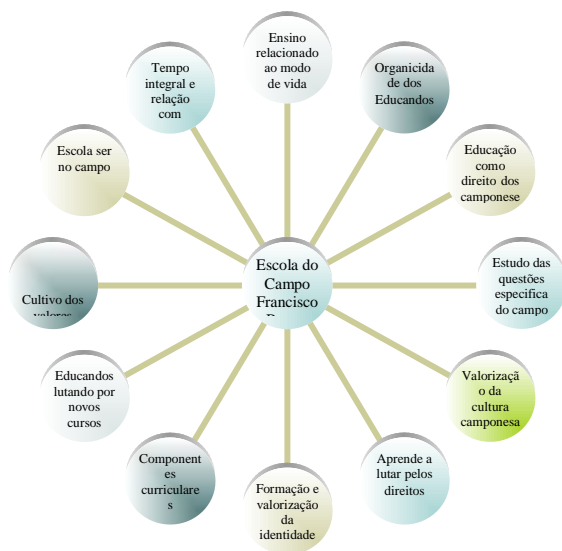 Ensino
relacionado
ao modo
de vida
Organicida
de dos
Educandos
Educação
como
direito dos
camponese
Estudo das
questões
especifica
do campo
Valorizaçã
o da
cultura
camponesa
Aprende a
lutar pelos
direitos
Formação e
valorização
da
identidade
Component
es
curriculare
s
Educandos
lutando por
novos
cursos
Cultivo dos
valores
Escola ser
no campo
Tempo
integral e
relação
com
Escola do
Campo
Francisco